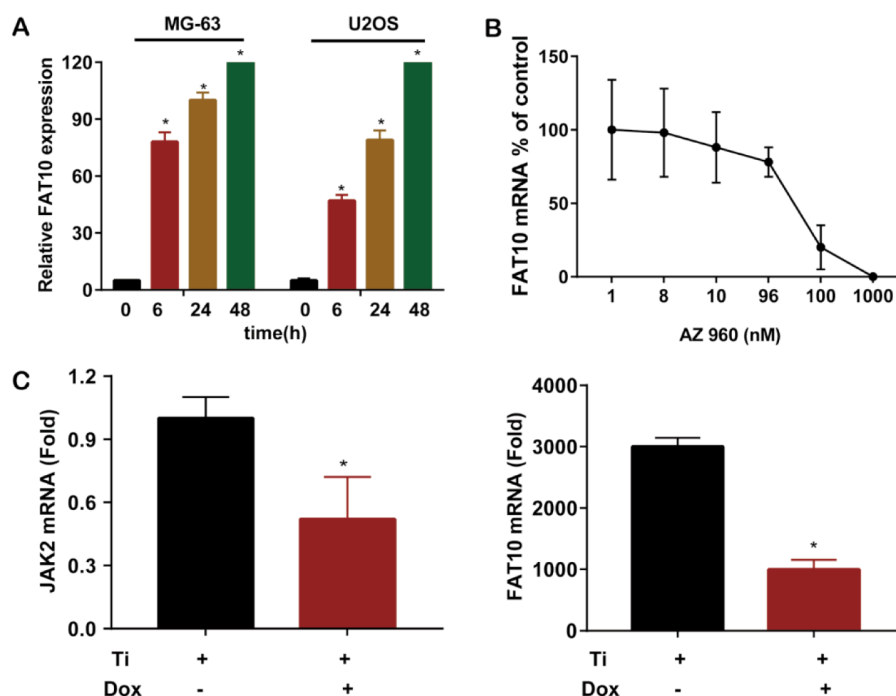 A
MG-63 U2OS
Relative FAT10 expression
120
90
60
30
0
* * * * * *
0 6 24 48 0 6 24 48
time(h)
B
FAT10 mRNA % of control
150
100
50
0
1 8 10 96 100 1000
AZ 960 (nM)
C
JAK2 mRNA (Fold)
1.2
0.9
0.6
0.3
0.0
*
Ti + +
Dox - +
FAT10 mRNA (Fold)
4000
3000
2000
1000
0
*
Ti + +
Dox - +